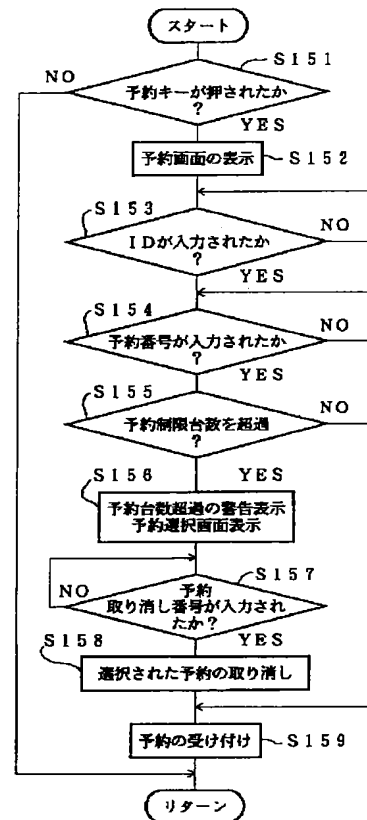 スタート
S151
NO
予約キーが押されたか
?
YES
予約画面の表示
S152
S153
IDが入力されたか
?
NO
YES
S154
予約番号が入力されたか
?
NO
YES
S155
予約制限台数を超過
?
NO
S156
YES
予約台数超過の警告表示
予約選択画面表示
S157
NO
予約
取り消し番号が入力され
たか?
S158
YES
選択された予約の取り消し
予約の受け付け
S159
リターン